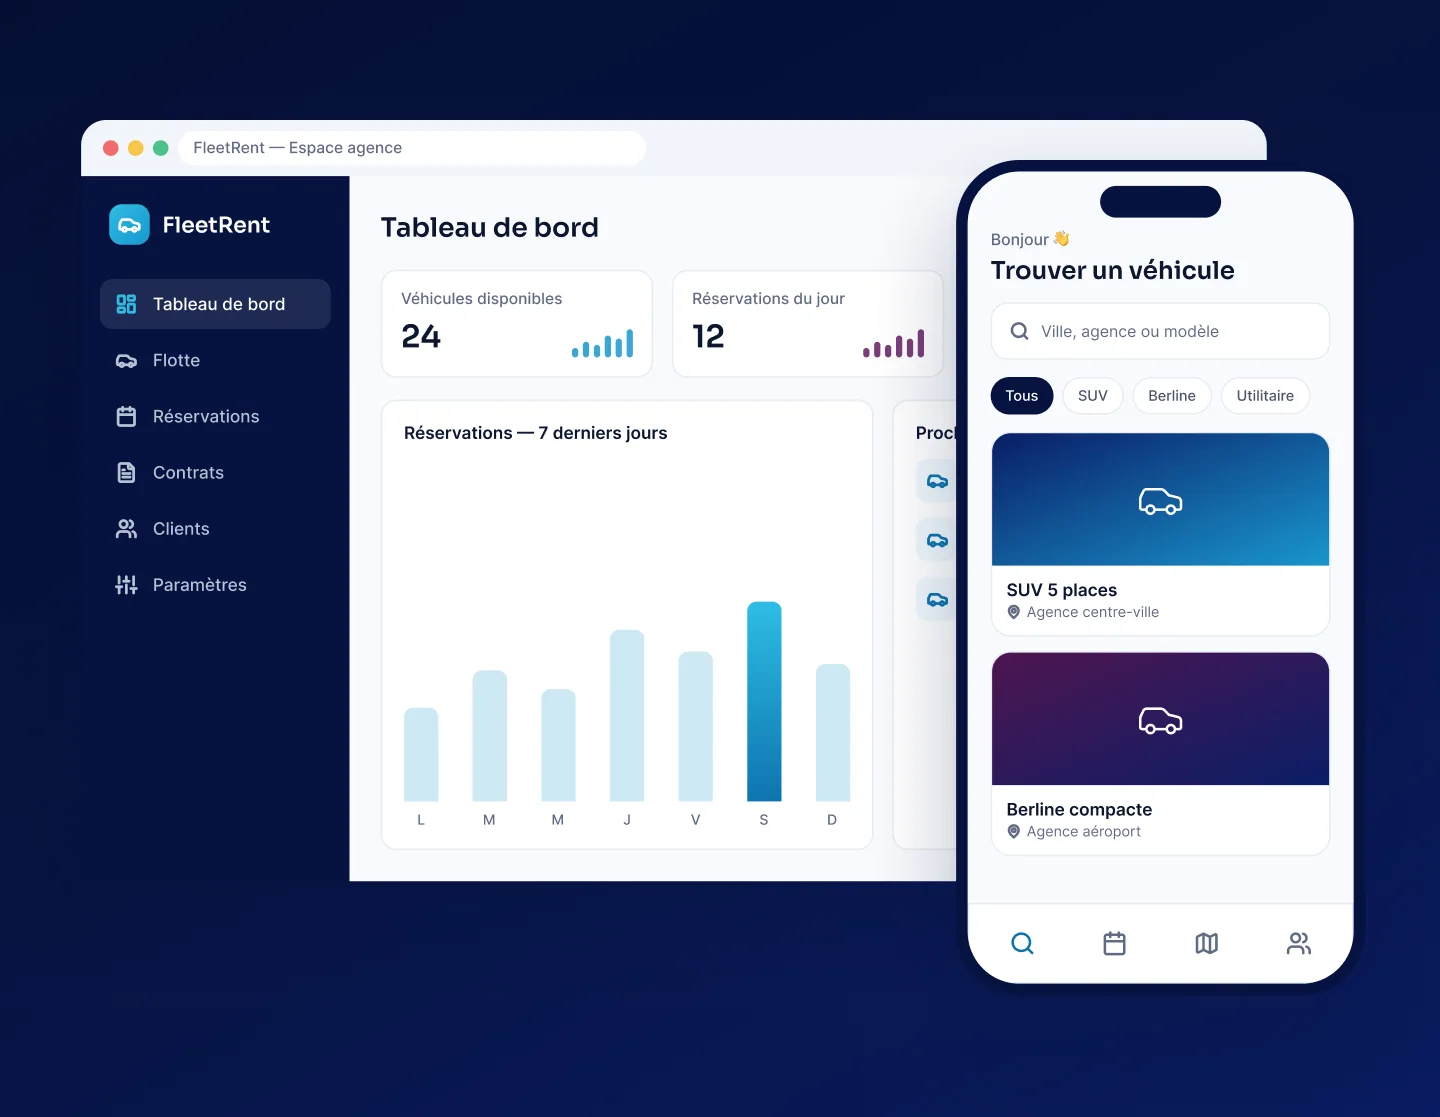 FleetRent — Espace agence
FleetRent
Tableau de bord
Flotte
Réservations
Contrats
Clients
Paramètres
Tableau de bord
Véhicules disponibles
24
Réservations du jour
12
Réservations — 7 derniers jours
L M M J V S D
Bonjour 👋
Trouver un véhicule
Ville, agence ou modèle
Tous SUV Berline Utilitaire
SUV 5 places
Agence centre-ville
Berline compacte
Agence aéroport